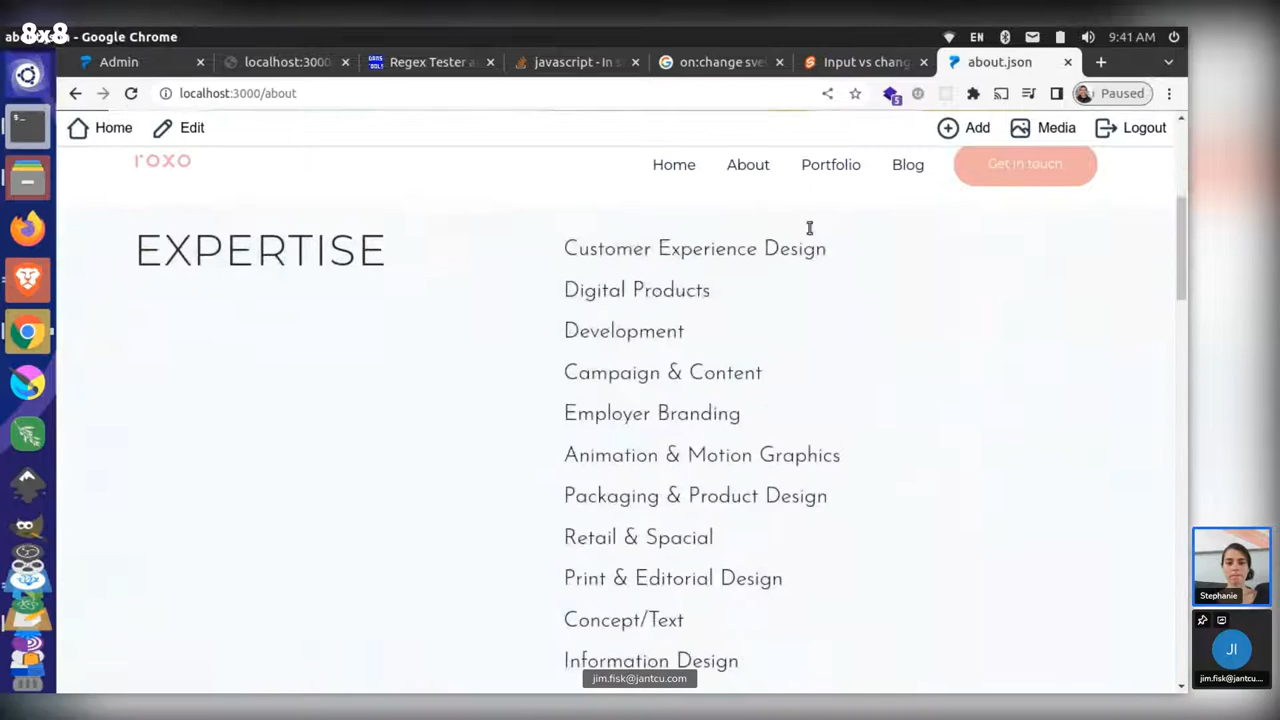 8x8
- Google Chrome
EN
9:41 AM
Admin
localhost:3000
Regex Tester a
javascript - In s
on:change sve
Input vs chang
about.json
localhost:3000/about
Paused
Home
Edit
Add
Media
Logout
roxo
Home
About
Portfolio
Blog
Get in touch
EXPERTISE
Customer Experience Design
Digital Products
Development
Campaign & Content
Employer Branding
Animation & Motion Graphics
Packaging & Product Design
Retail & Spacial
Print & Editorial Design
Concept/Text
Information Design
jim.fisk@jantcu.com
Stephanie
JI
jim.fisk@jantcu....